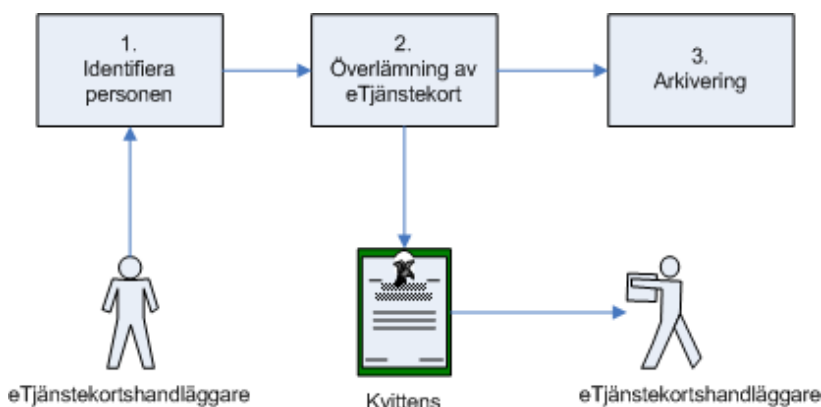 1.
Identifiera
personen
2.
Överlämning av
eTjänstekort
3.
Arkivering
eTjänstekortshandläggare
Kvittens
eTjänstekortshandläggare